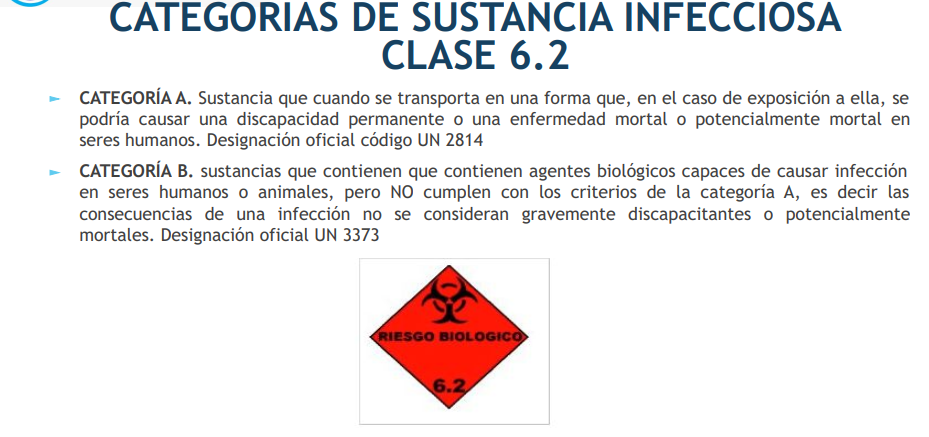 CATEGORIAS DE SUSTANCIA INFECCIOSA
CLASE 6.2
► CATEGORÍA A. Sustancia que cuando se transporta en una forma que, en el caso de exposición a ella, se
podría causar una discapacidad permanente o una enfermedad mortal o potencialmente mortal en
seres humanos. Designación oficial código UN 2814
► CATEGORÍA B. sustancias que contienen que contienen agentes biológicos capaces de causar infección
en seres humanos o animales, pero NO cumplen con los criterios de la categoría A, es decir las
consecuencias de una infección no se consideran gravemente discapacitantes o potencialmente
mortales. Designación oficial UN 3373
RIESGO BIOLOGICO
6.2